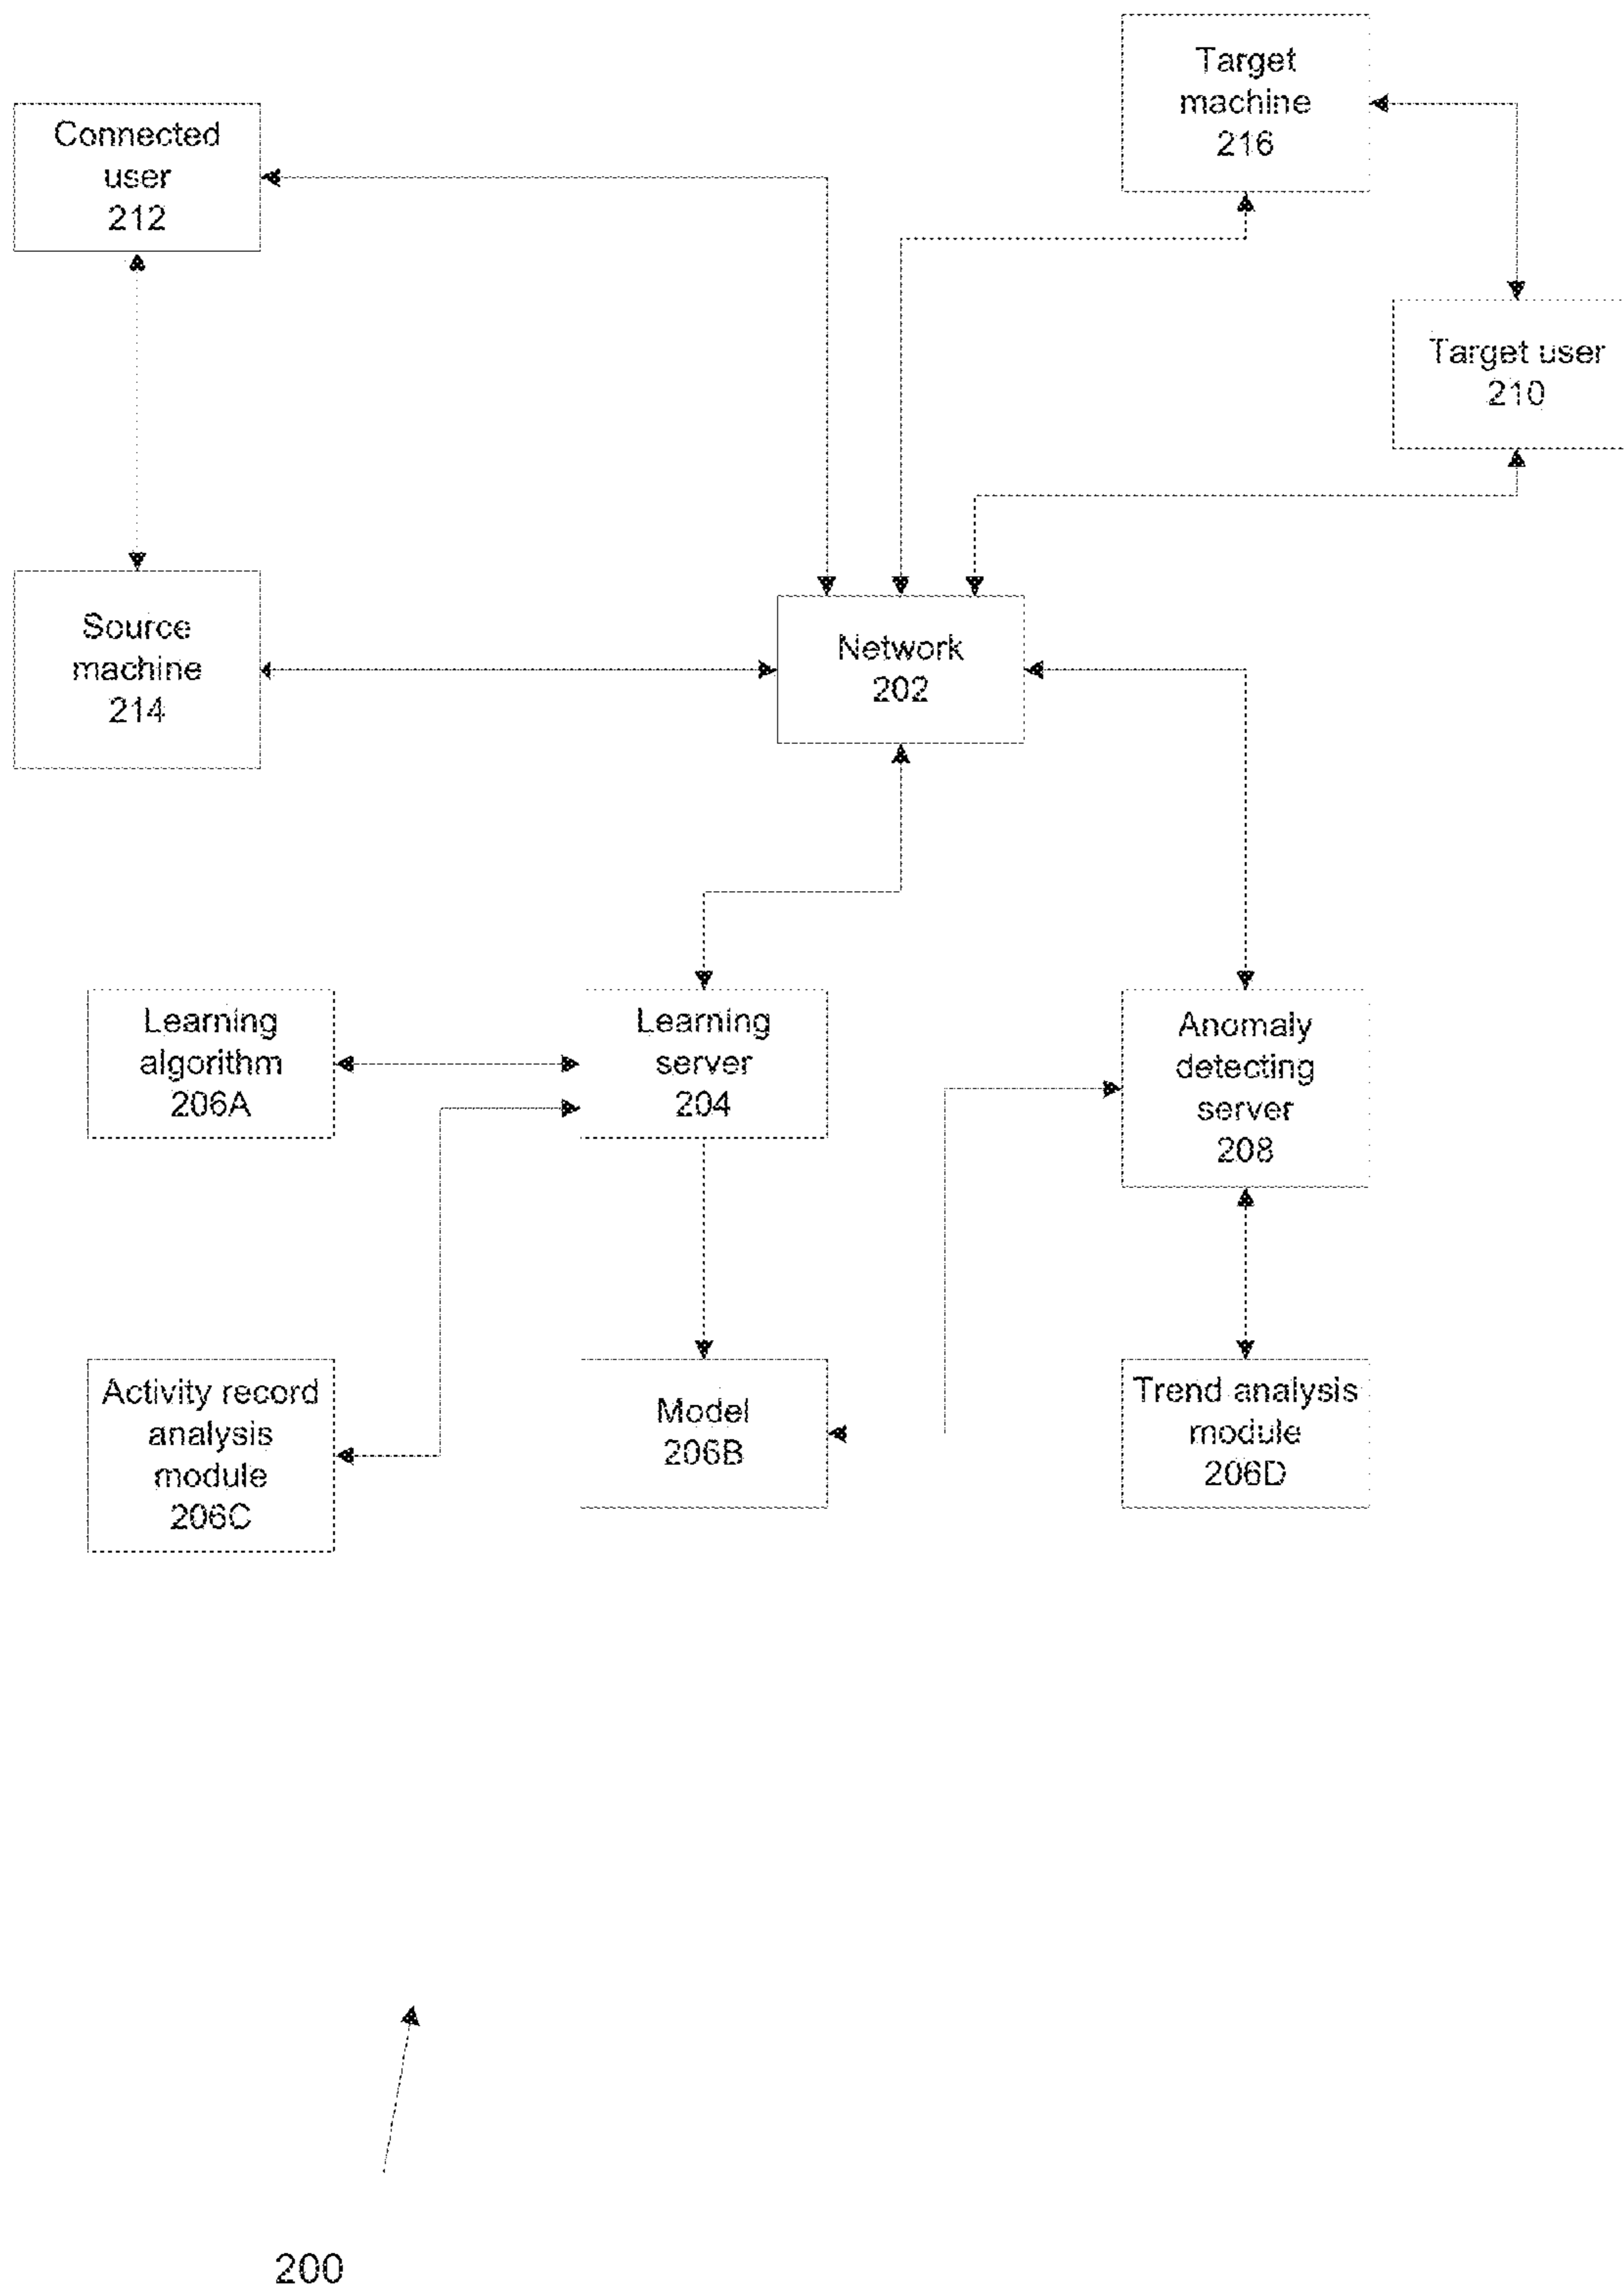 Target
machine
216
Connected
user
212
Target user
210
Source
machine
214
Network
202
Learning
algorithm
206A
Learning
server
204
Anomaly
detecting
server
208
Activity record
analysis
module
206C
Model
206B
Trend analysis
module
206D
200